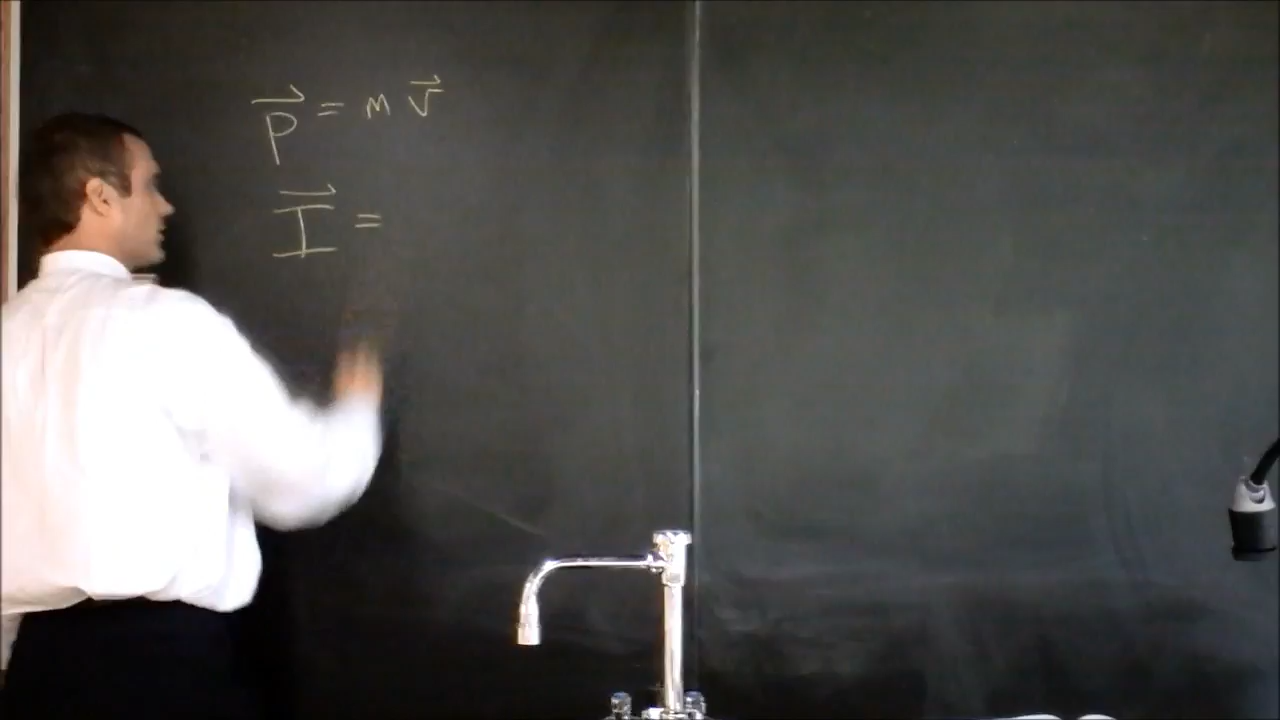 p⃗ = m v⃗
I⃗ =